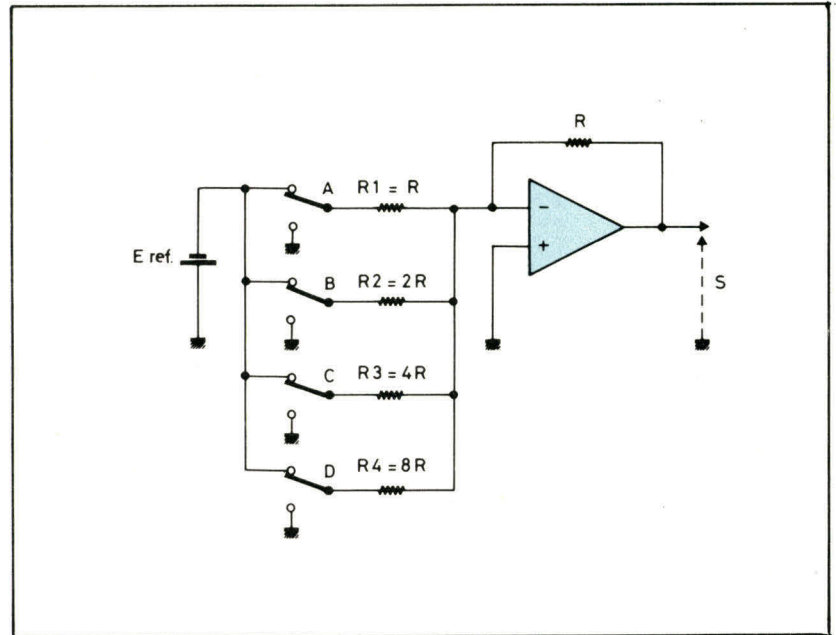 R
A R1 = R
E ref.
B R2 = 2R
C R3 = 4R
D R4 = 8R
-
+
S